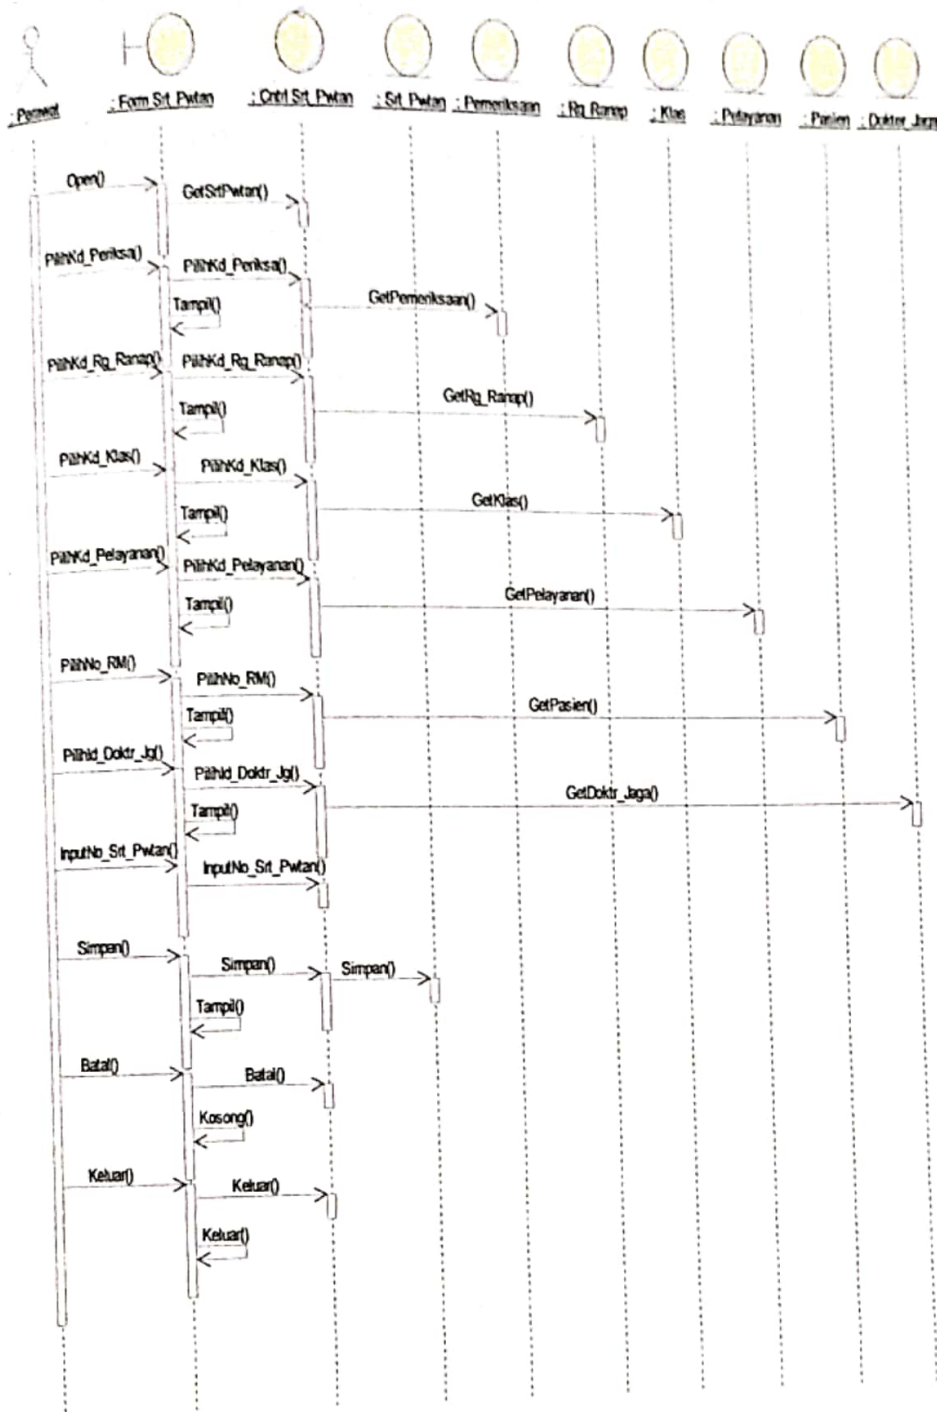 : Perawat
: Form Srt_Pwtan
: Cntrl Srt_Pwtan
: Srt_Pwtan
: Pemeriksaan
: Rg_Ranap
: Klas
: Pelayanan
: Pasien
: Dokter_Jaga
Open()
GetSrtPwtan()
PilihKd_Periksa()
PilihKd_Periksa()
GetPemeriksaan()
Tampil()
PilihKd_Rg_Ranap()
PilihKd_Rg_Ranap()
GetRg_Ranap()
Tampil()
PilihKd_Klas()
PilihKd_Klas()
GetKlas()
Tampil()
PilihKd_Pelayanan()
PilihKd_Pelayanan()
GetPelayanan()
Tampil()
PilihNo_RM()
PilihNo_RM()
GetPasien()
Tampil()
PilihId_Doktr_Jg()
PilihId_Doktr_Jg()
GetDoktr_Jaga()
Tampil()
InputNo_Srt_Pwtan()
InputNo_Srt_Pwtan()
Simpan()
Simpan()
Simpan()
Tampil()
Batal()
Batal()
Kosong()
Keluar()
Keluar()
Keluar()